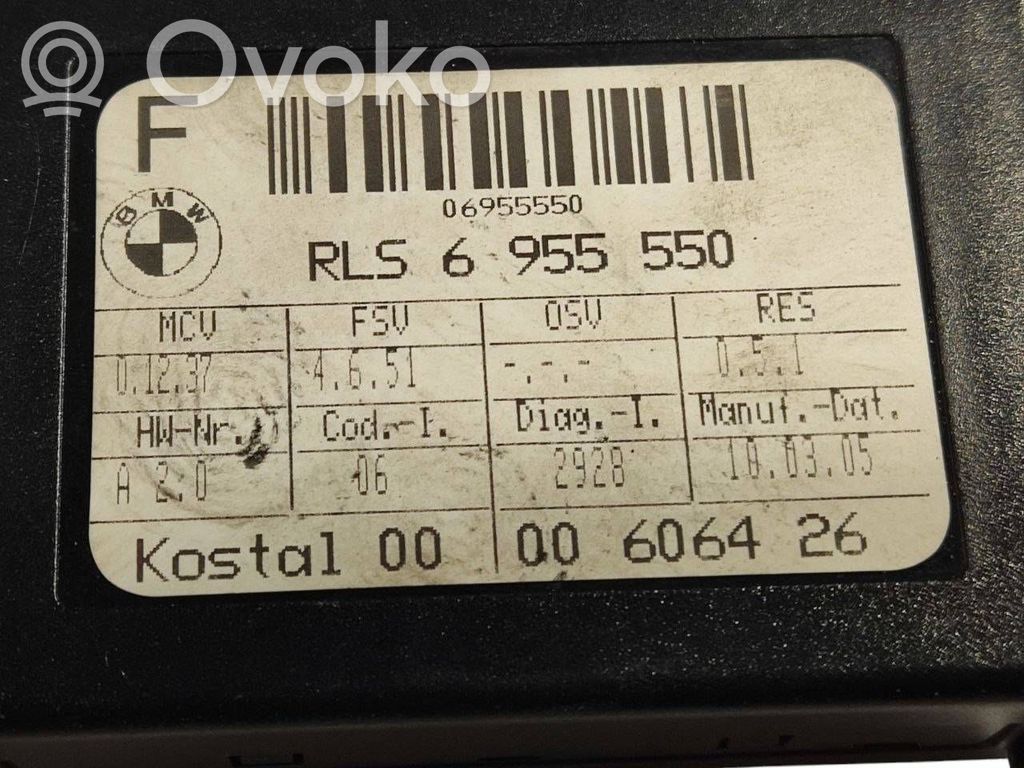 Ovoko
F
BMW
06955550
RLS 6 955 550
MCV FSV OSV RES
0.12.37 4.6.51 -.-.- 0.5.1
HW-Nr. Cod.-I. Diag.-I. Manuf.-Dat.
A 2.0 06 2928 10.03.05
Kostal 00 00 6064 26